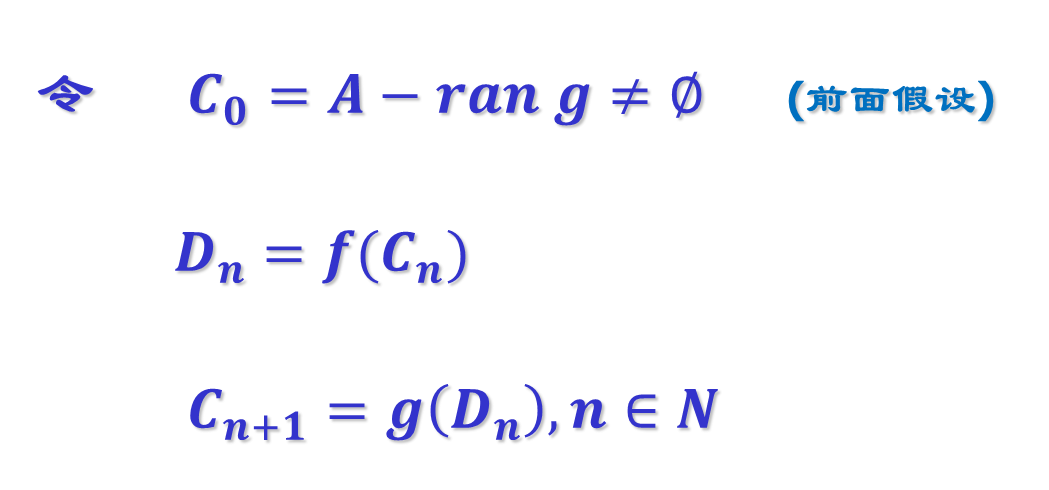 令 C₀ = A − ran g ≠ ∅ (前面假设)
Dₙ = f(Cₙ)
Cₙ₊₁ = g(Dₙ), n ∈ N